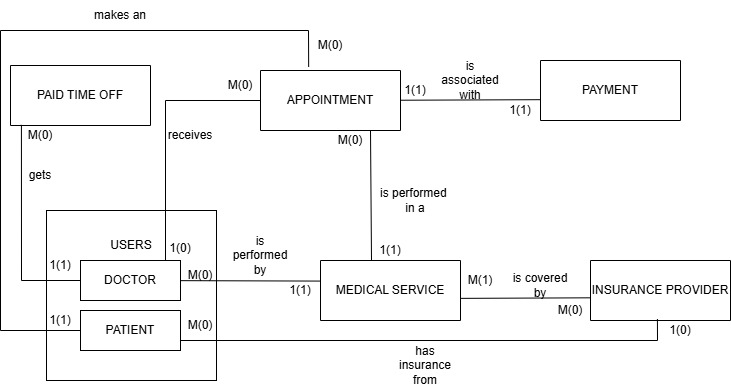 makes an
M(0)
PAID TIME OFF
M(0)
APPOINTMENT
1(1)
is
associated
with
1(1)
PAYMENT
M(0)
receives
M(0)
gets
is performed
in a
USERS
1(0)
is
performed
by
1(1)
1(1)
DOCTOR
M(0)
1(1)
MEDICAL SERVICE
M(1)
is covered
by
M(0)
INSURANCE PROVIDER
1(1)
PATIENT
M(0)
1(0)
has
insurance
from